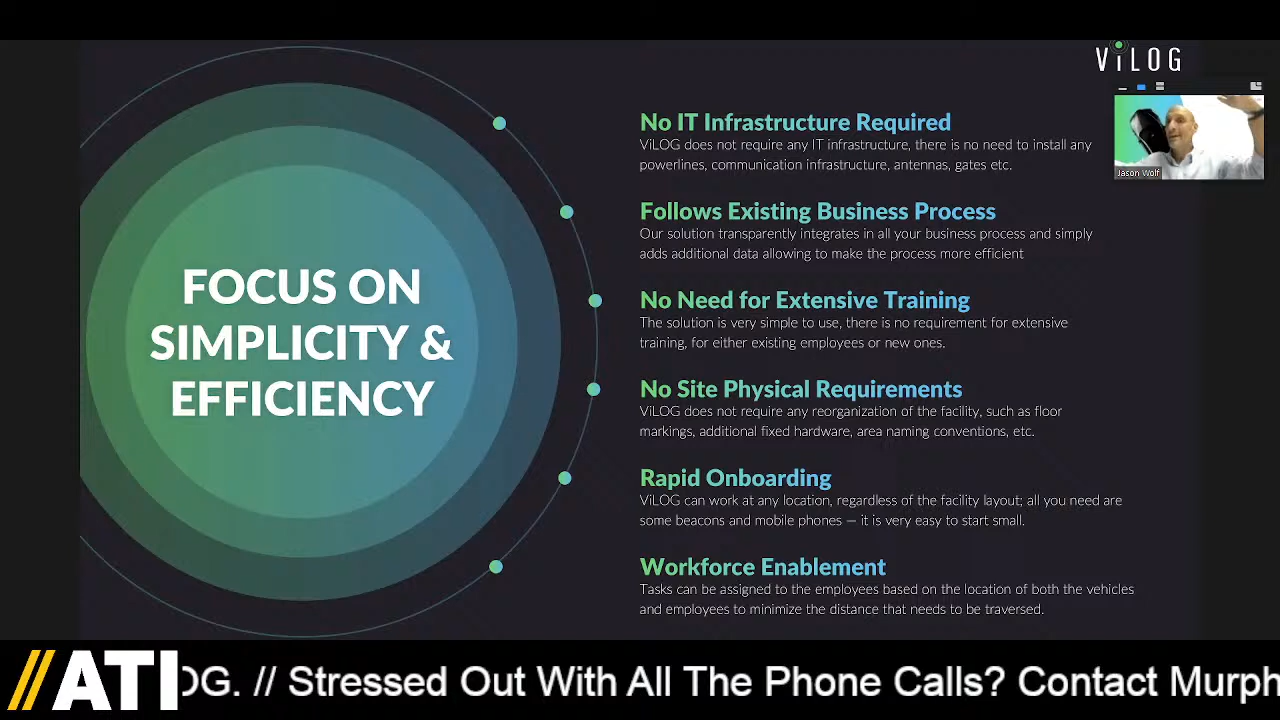 ViLOG
Jason Wolf
FOCUS ON
SIMPLICITY &
EFFICIENCY
No IT Infrastructure Required
ViLOG does not require any IT infrastructure, there is no need to install any
powerlines, communication infrastructure, antennas, gates etc.
Follows Existing Business Process
Our solution transparently integrates in all your business process and simply
adds additional data allowing to make the process more efficient
No Need for Extensive Training
The solution is very simple to use, there is no requirement for extensive
training, for either existing employees or new ones.
No Site Physical Requirements
ViLOG does not require any reorganization of the facility, such as floor
markings, additional fixed hardware, area naming conventions, etc.
Rapid Onboarding
ViLOG can work at any location, regardless of the facility layout; all you need are
some beacons and mobile phones — it is very easy to start small.
Workforce Enablement
Tasks can be assigned to the employees based on the location of both the vehicles
and employees to minimize the distance that needs to be traversed.
//ATI OG. // Stressed Out With All The Phone Calls? Contact Murph